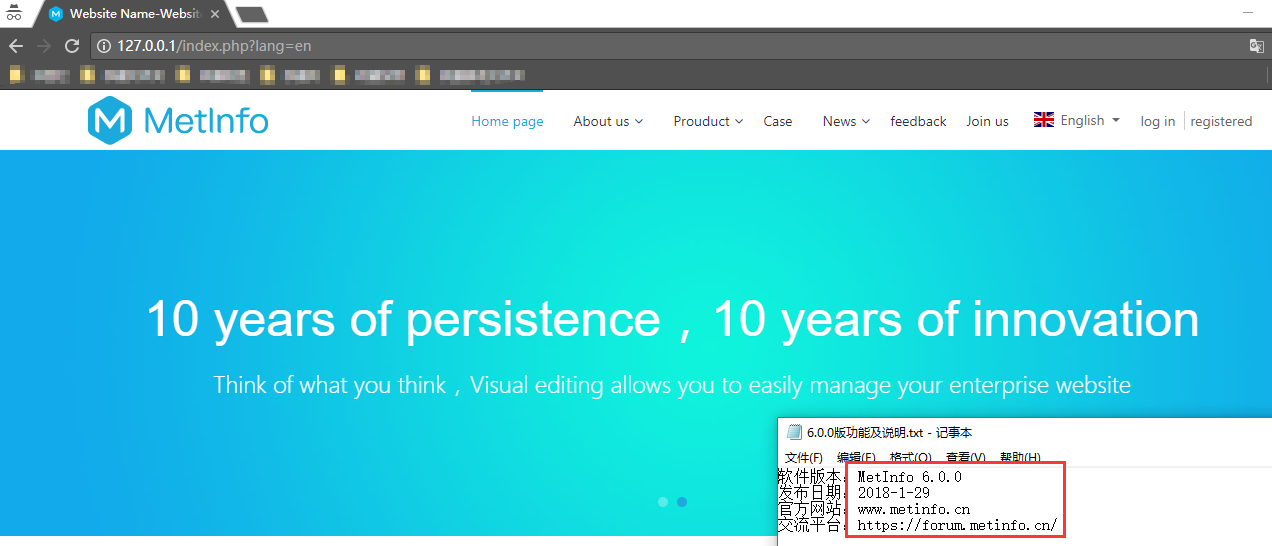 Website Name-Websit
127.0.0.1/index.php?lang=en
MetInfo
Home page About us Prouduct Case News feedback Join us English log in registered
10 years of persistence，10 years of innovation
Think of what you think，Visual editing allows you to easily manage your enterprise website
6.0.0版功能及说明.txt - 记事本
文件(F) 编辑(E) 格式(O) 查看(V) 帮助(H)
软件版本：MetInfo 6.0.0
发布日期：2018-1-29
官方网站：www.metinfo.cn
交流平台：https://forum.metinfo.cn/